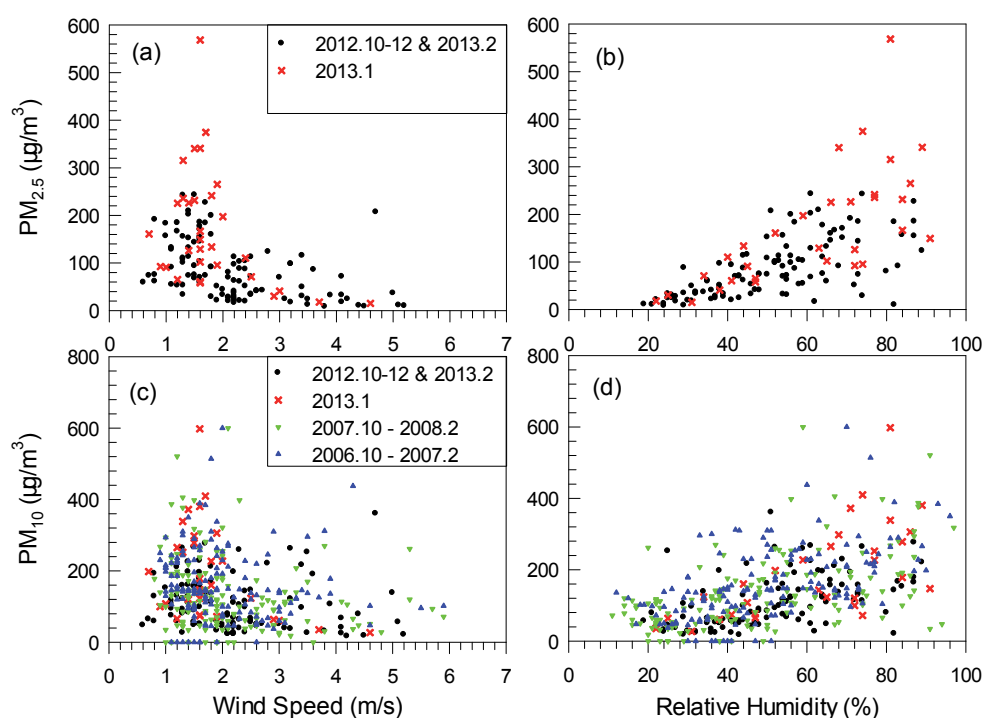 (a)
2012.10-12 & 2013.2
2013.1
(b)
600
500
400
300
200
100
0
PM2.5 (μg/m3)
0 1 2 3 4 5 6 7
600
500
400
300
200
100
0
0 20 40 60 80 100
(c)
2012.10-12 & 2013.2
2013.1
2007.10 - 2008.2
2006.10 - 2007.2
(d)
800
600
400
200
0
PM10 (μg/m3)
0 1 2 3 4 5 6 7
Wind Speed (m/s)
800
600
400
200
0
0 20 40 60 80 100
Relative Humidity (%)